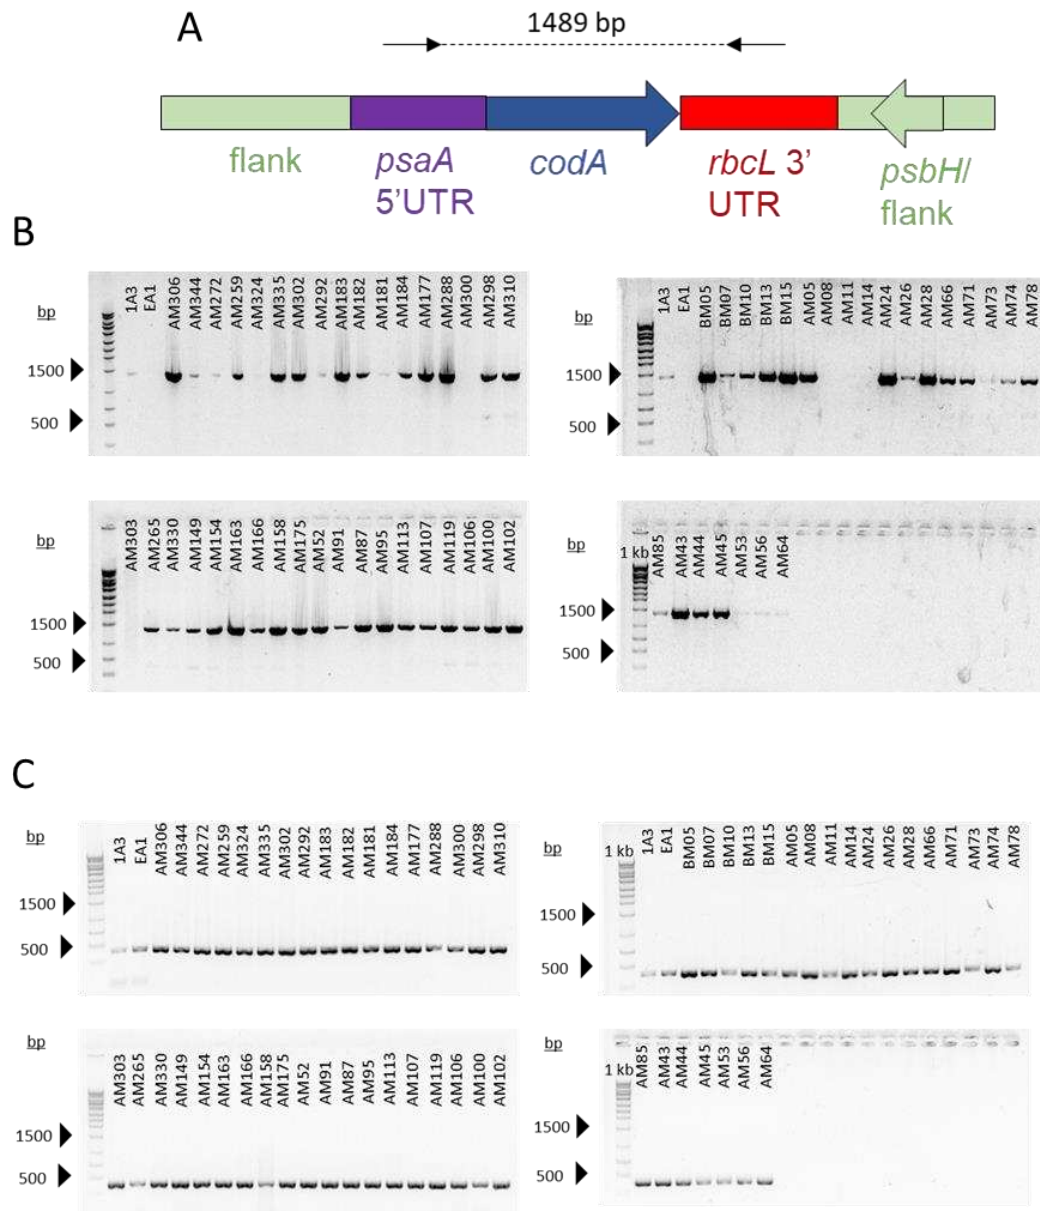 A
1489 bp
flank
psaA
5'UTR
codA
rbcL 3'
UTR
psbH/
flank
B
bp
1A3
EA1
AM306
AM344
AM272
AM259
AM324
AM335
AM302
AM292
AM183
AM182
AM181
AM184
AM177
AM288
AM300
AM298
AM310
1500
500
bp
1A3
EA1
BM05
BM07
BM10
BM13
BM15
AM05
AM08
AM11
AM14
AM24
AM26
AM28
AM66
AM71
AM73
AM74
AM78
1500
500
bp
AM303
AM265
AM330
AM149
AM154
AM163
AM166
AM158
AM175
AM52
AM91
AM87
AM95
AM113
AM107
AM119
AM106
AM100
AM102
1500
500
bp
1 kb
AM85
AM43
AM44
AM45
AM53
AM56
AM64
1500
500
C
bp
1A3
EA1
AM306
AM344
AM272
AM259
AM324
AM335
AM302
AM292
AM183
AM182
AM181
AM184
AM177
AM288
AM300
AM298
AM310
1500
500
bp
1 kb
1A3
EA1
BM05
BM07
BM10
BM13
BM15
AM05
AM08
AM11
AM14
AM24
AM26
AM28
AM66
AM71
AM73
AM74
AM78
1500
500
bp
AM303
AM265
AM330
AM149
AM154
AM163
AM166
AM158
AM175
AM52
AM91
AM87
AM95
AM113
AM107
AM119
AM106
AM100
AM102
1500
500
bp
1 kb
AM85
AM43
AM44
AM45
AM53
AM56
AM64
1500
500